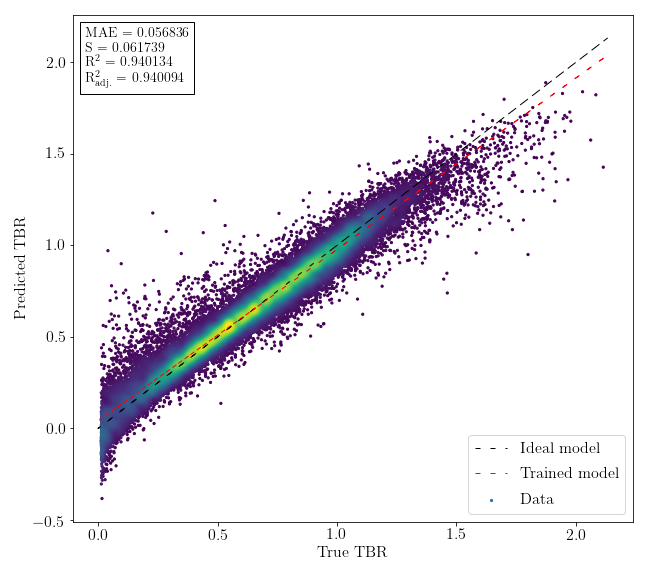 MAE = 0.056836
S = 0.061739
R² = 0.940134
R²adj. = 0.940094
2.0
1.5
1.0
0.5
0.0
−0.5
Predicted TBR
Ideal model
Trained model
Data
0.0 0.5 1.0 1.5 2.0
True TBR